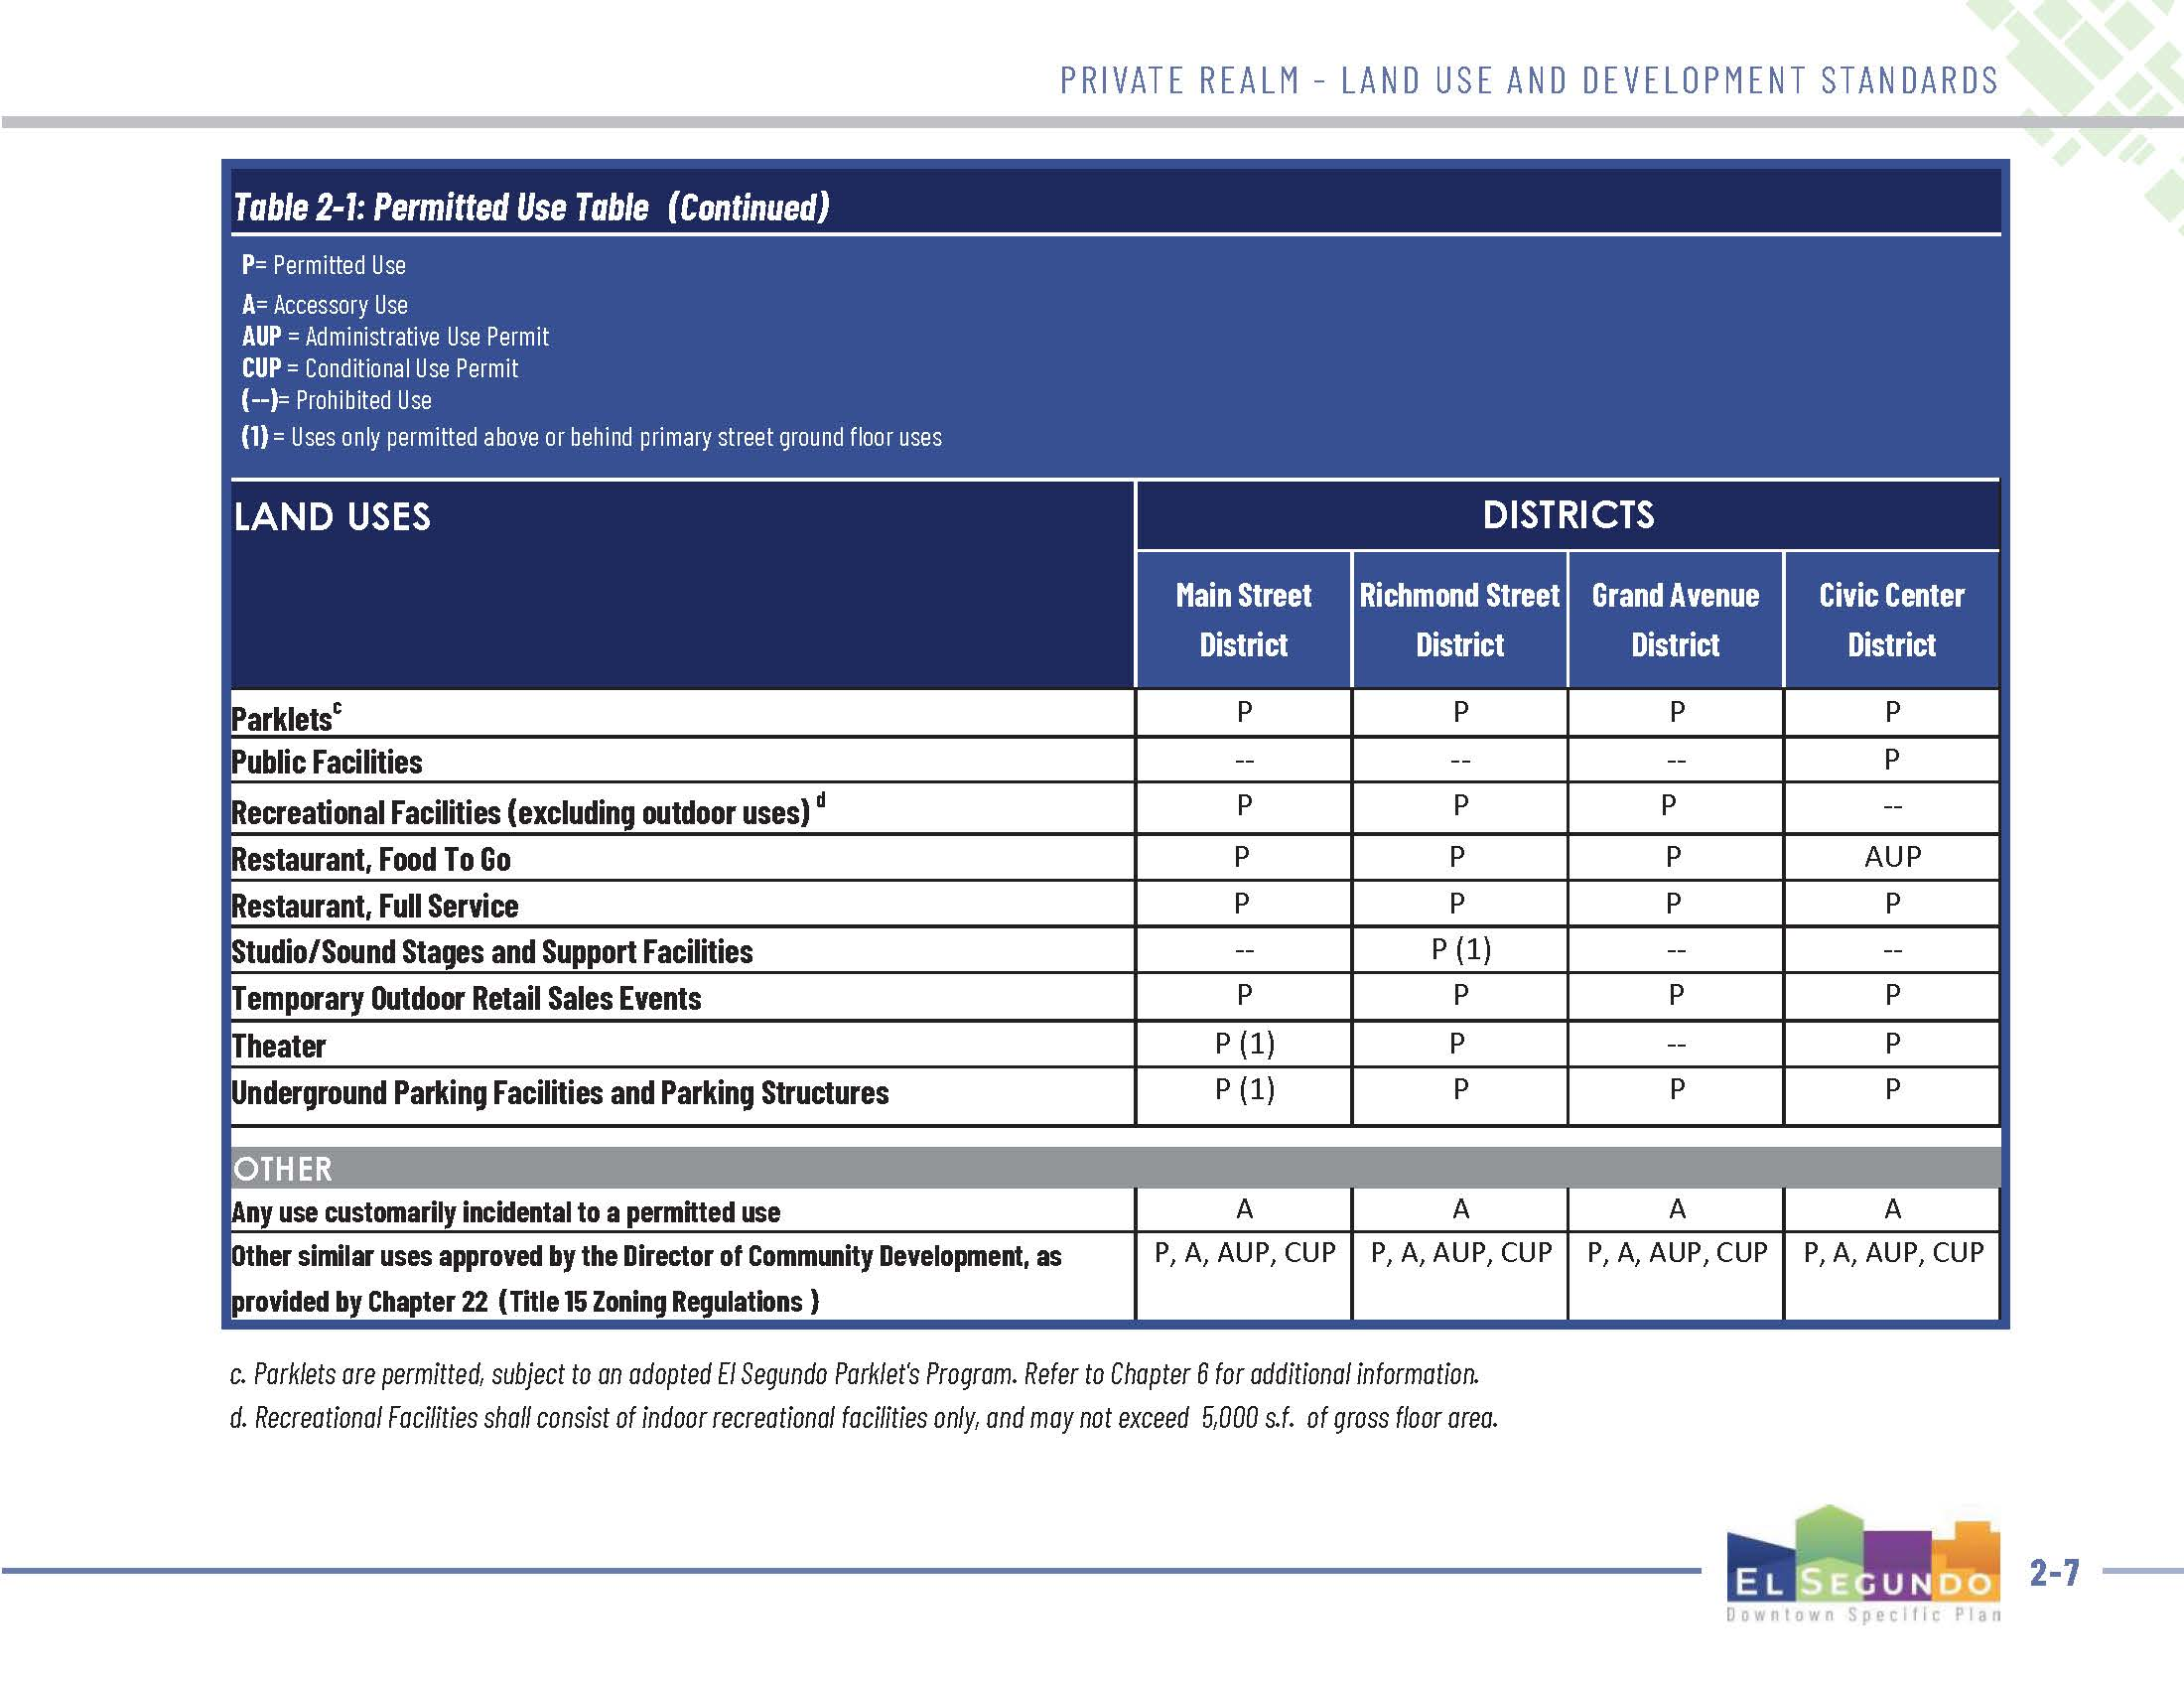 PRIVATE REALM - LAND USE AND DEVELOPMENT STANDARDS
Table 2-1: Permitted Use Table (Continued)
P= Permitted Use
A= Accessory Use
AUP = Administrative Use Permit
CUP = Conditional Use Permit
(--)= Prohibited Use
(1) = Uses only permitted above or behind primary street ground floor uses
LAND USES DISTRICTS
Main Street District Richmond Street District Grand Avenue District Civic Center District
Parklets^c P P P P
Public Facilities -- -- -- P
Recreational Facilities (excluding outdoor uses) ^d P P P --
Restaurant, Food To Go P P P AUP
Restaurant, Full Service P P P P
Studio/Sound Stages and Support Facilities -- P (1) -- --
Temporary Outdoor Retail Sales Events P P P P
Theater P (1) P -- P
Underground Parking Facilities and Parking Structures P (1) P P P
OTHER
Any use customarily incidental to a permitted use A A A A
Other similar uses approved by the Director of Community Development, as P, A, AUP, CUP P, A, AUP, CUP P, A, AUP, CUP P, A, AUP, CUP
provided by Chapter 22 (Title 15 Zoning Regulations )
c. Parklets are permitted, subject to an adopted El Segundo Parklet's Program. Refer to Chapter 6 for additional information.
d. Recreational Facilities shall consist of indoor recreational facilities only, and may not exceed 5,000 s.f. of gross floor area.
EL SEGUNDO
Downtown Specific Plan
2-7